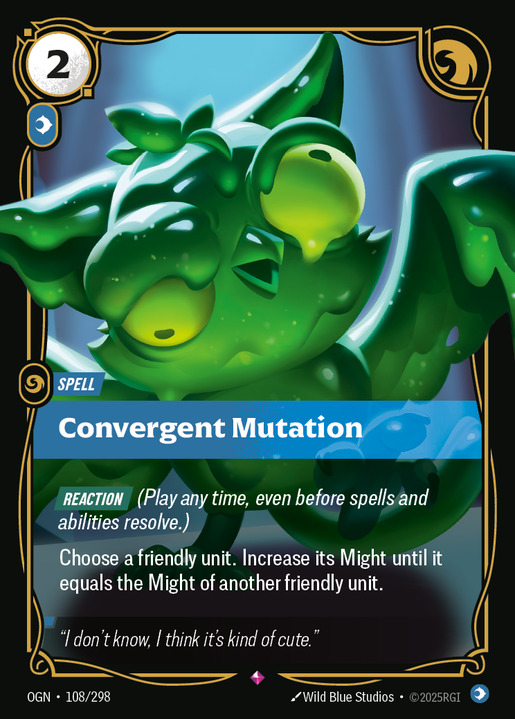 2
SPELL
Convergent Mutation
REACTION (Play any time, even before spells and
abilities resolve.)
Choose a friendly unit. Increase its Might until it
equals the Might of another friendly unit.
“I don’t know, I think it’s kind of cute.”
OGN • 108/298
Wild Blue Studios • ©2025RGI